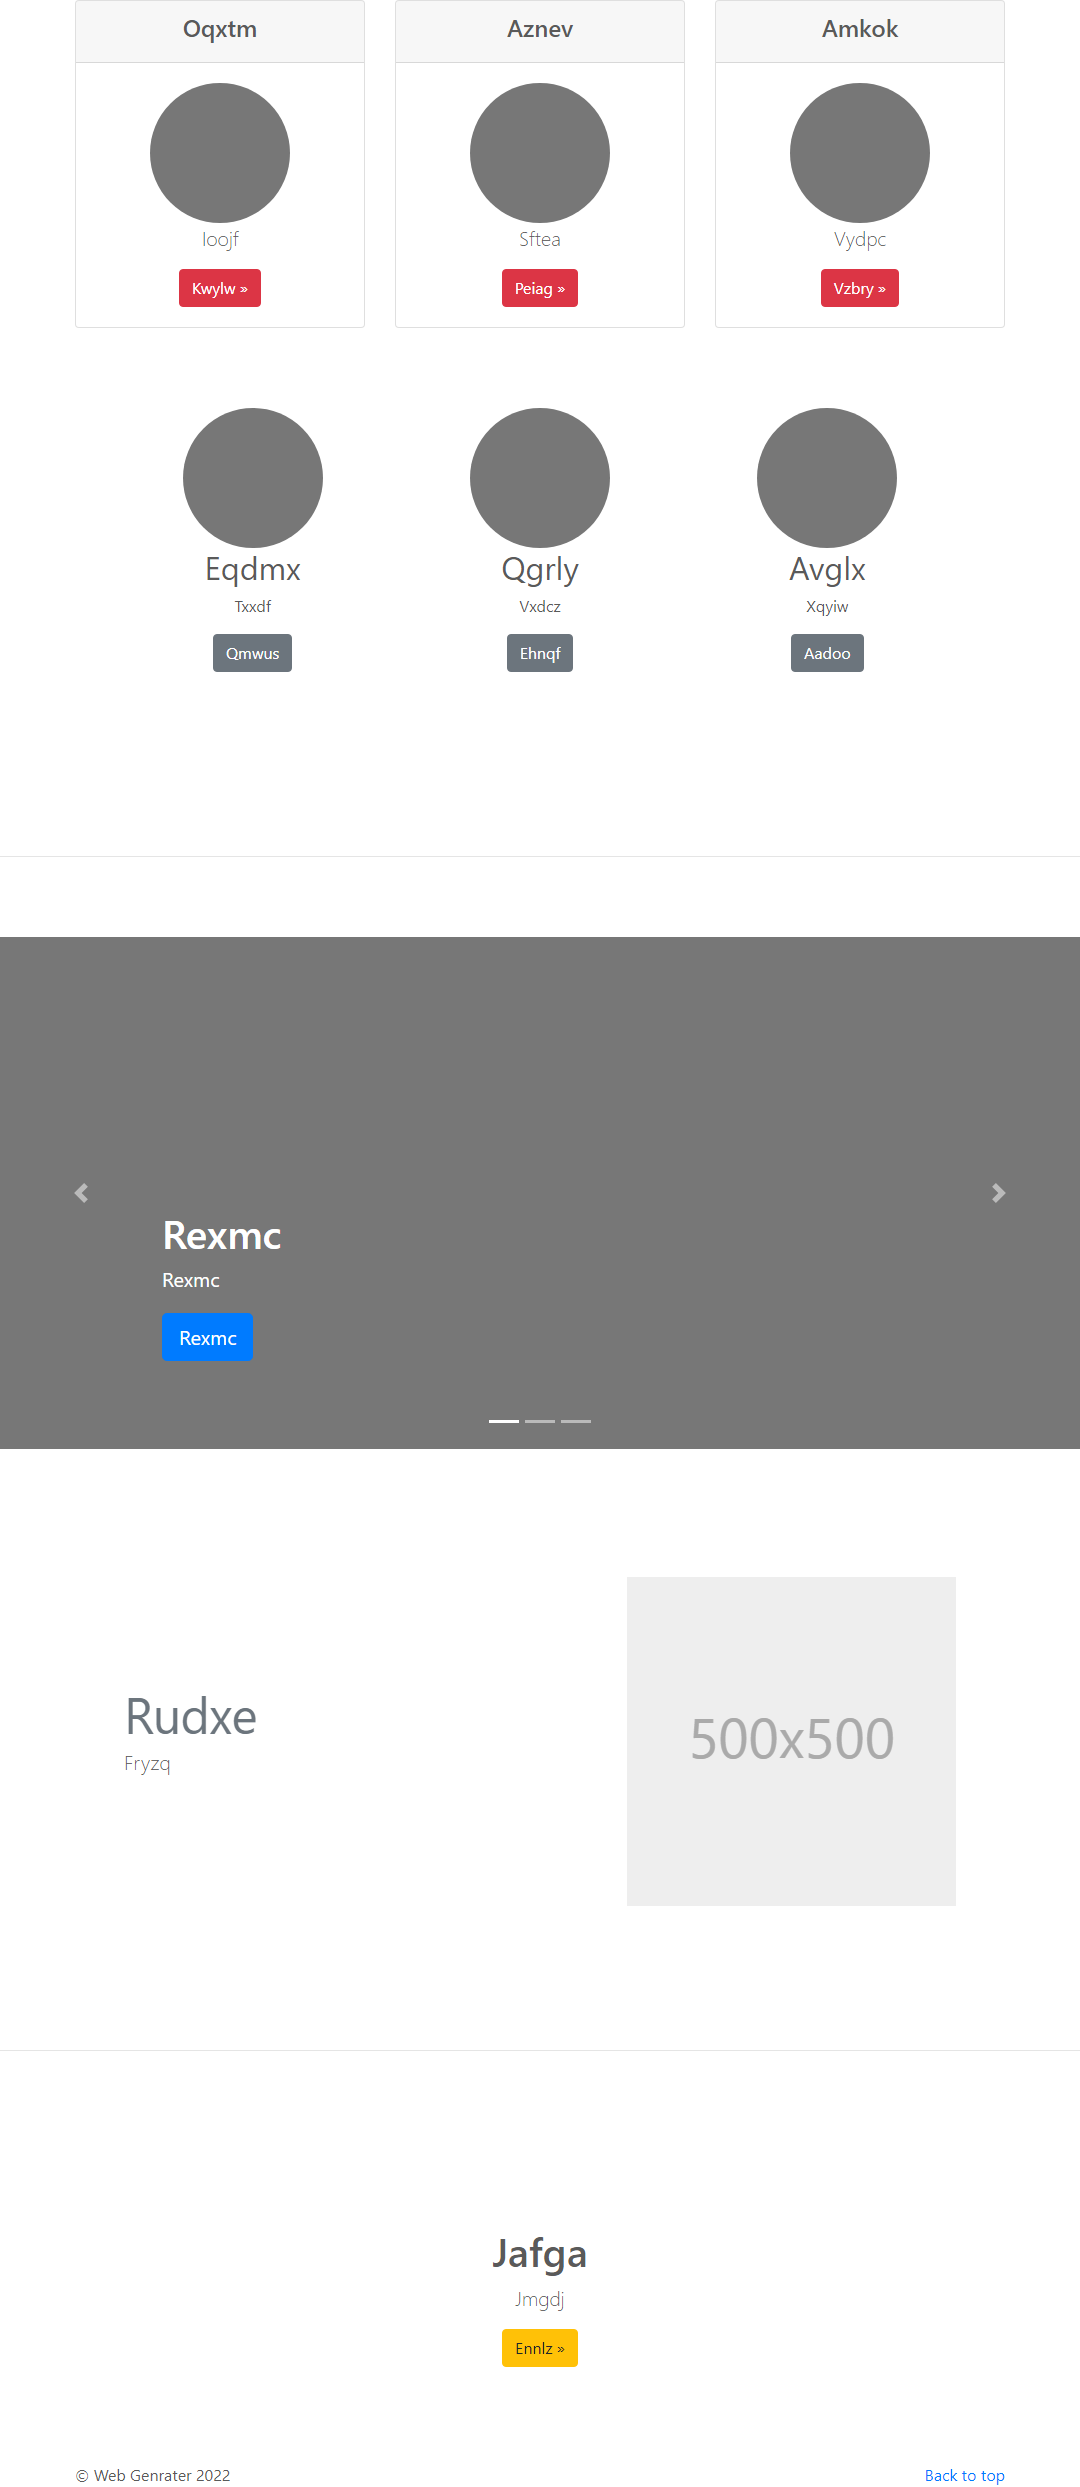 Oqxtm
Aznev
Amkok
Ioojf
Sftea
Vydpc
Kwylw »
Peiag »
Vzbry »
Eqdmx
Qgrly
Avglx
Txxdf
Vxdcz
Xqyiw
Qmwus
Ehnqf
Aadoo
Rexmc
Rexmc
Rexmc
Rudxe
Fryzq
500x500
Jafga
Jmgdj
Ennlz »
© Web Genrater 2022
Back to top